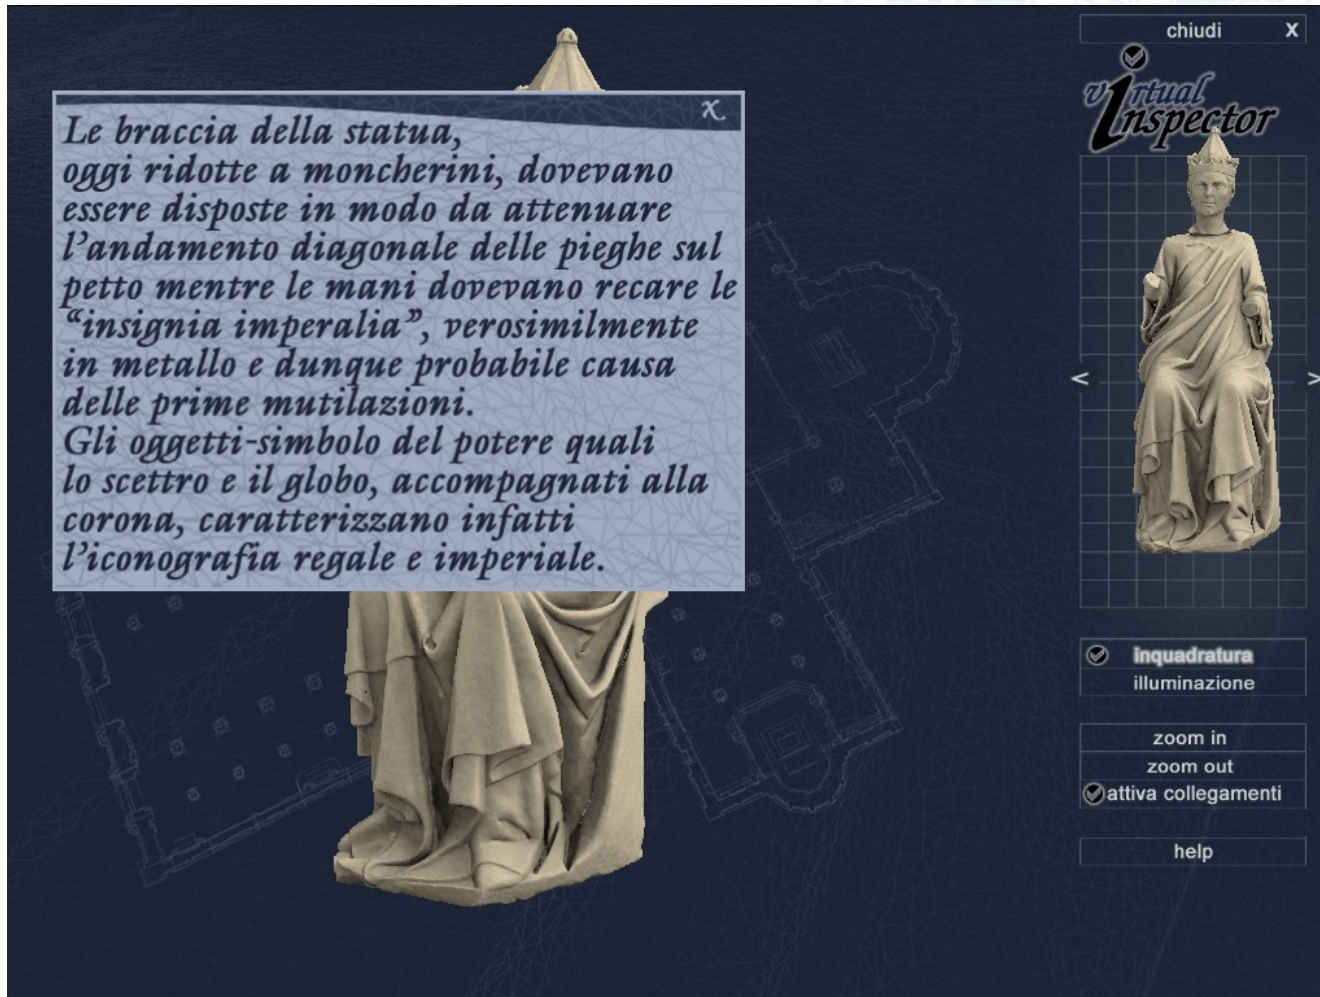 Le braccia della statua,
oggi ridotte a moncherini, dovevano
essere disposte in modo da attenuare
l'andamento diagonale delle pieghe sul
petto mentre le mani dovevano recare le
“insignia imperalia”, verosimilmente
in metallo e dunque probabile causa
delle prime mutilazioni.
Gli oggetti-simbolo del potere quali
lo scettro e il globo, accompagnati alla
corona, caratterizzano infatti
l'iconografia regale e imperiale.
x
chiudi X
virtual
Inspector
< >
inquadratura
illuminazione
zoom in
zoom out
attiva collegamenti
help